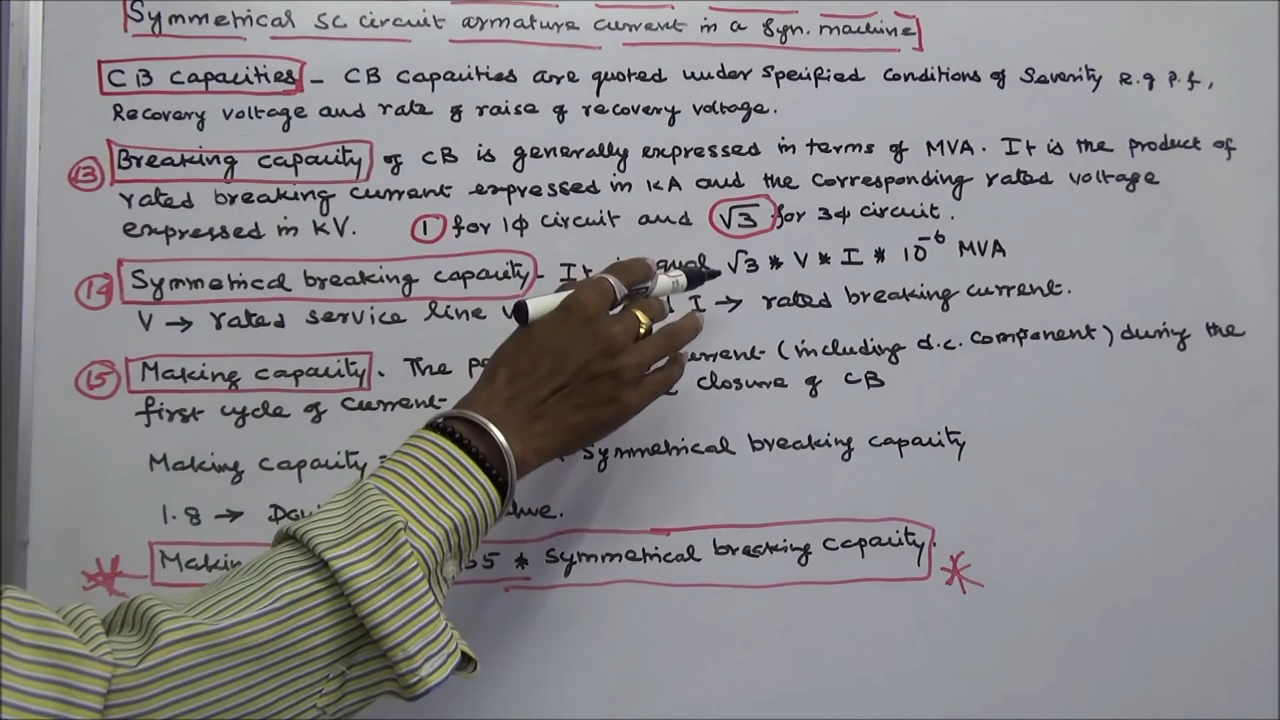 Symmetrical SC circuit armature current in a Syn. machine
CB Capacities - CB Capaities are quoted under Specified Conditions of Severity e.g p.f,
Recovery voltage and rate of raise of recovery voltage.
13 Breaking capacity of CB is generally expressed in terms of MVA. It is the product of
rated breaking current expressed in KA and the corresponding rated voltage
expressed in KV. 1 for 1ϕ circuit and √3 for 3ϕ circuit.
14 Symmetrical breaking capacity - It equal √3 * V * I * 10⁻⁶ MVA
V → rated service line I → rated breaking current.
15 Making capacity. The (including d.c. component) during the
first cycle of current closure of CB
Making capacity = Symmetrical breaking capacity
1.8 →
55 * Symmetrical breaking capacity.